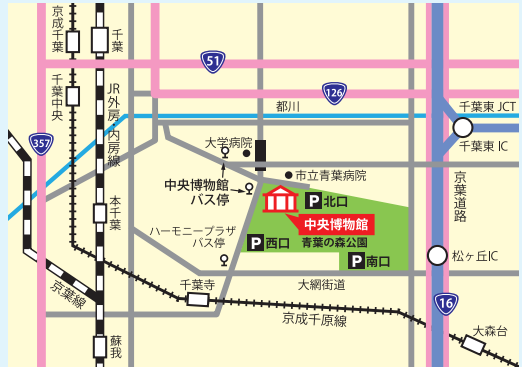 京成
千葉
千葉
51
126
千葉中央
JR外房・内房線
都川
千葉東JCT
千葉東IC
357
大学病院
市立青葉病院
中央博物館
バス停
P北口
京葉道路
本千葉
中央博物館
ハーモニープラザ
バス停
P西口
青葉の森公園
P南口
松ヶ丘IC
千葉寺
大網街道
京葉線
16
京成千原線
大森台
蘇我